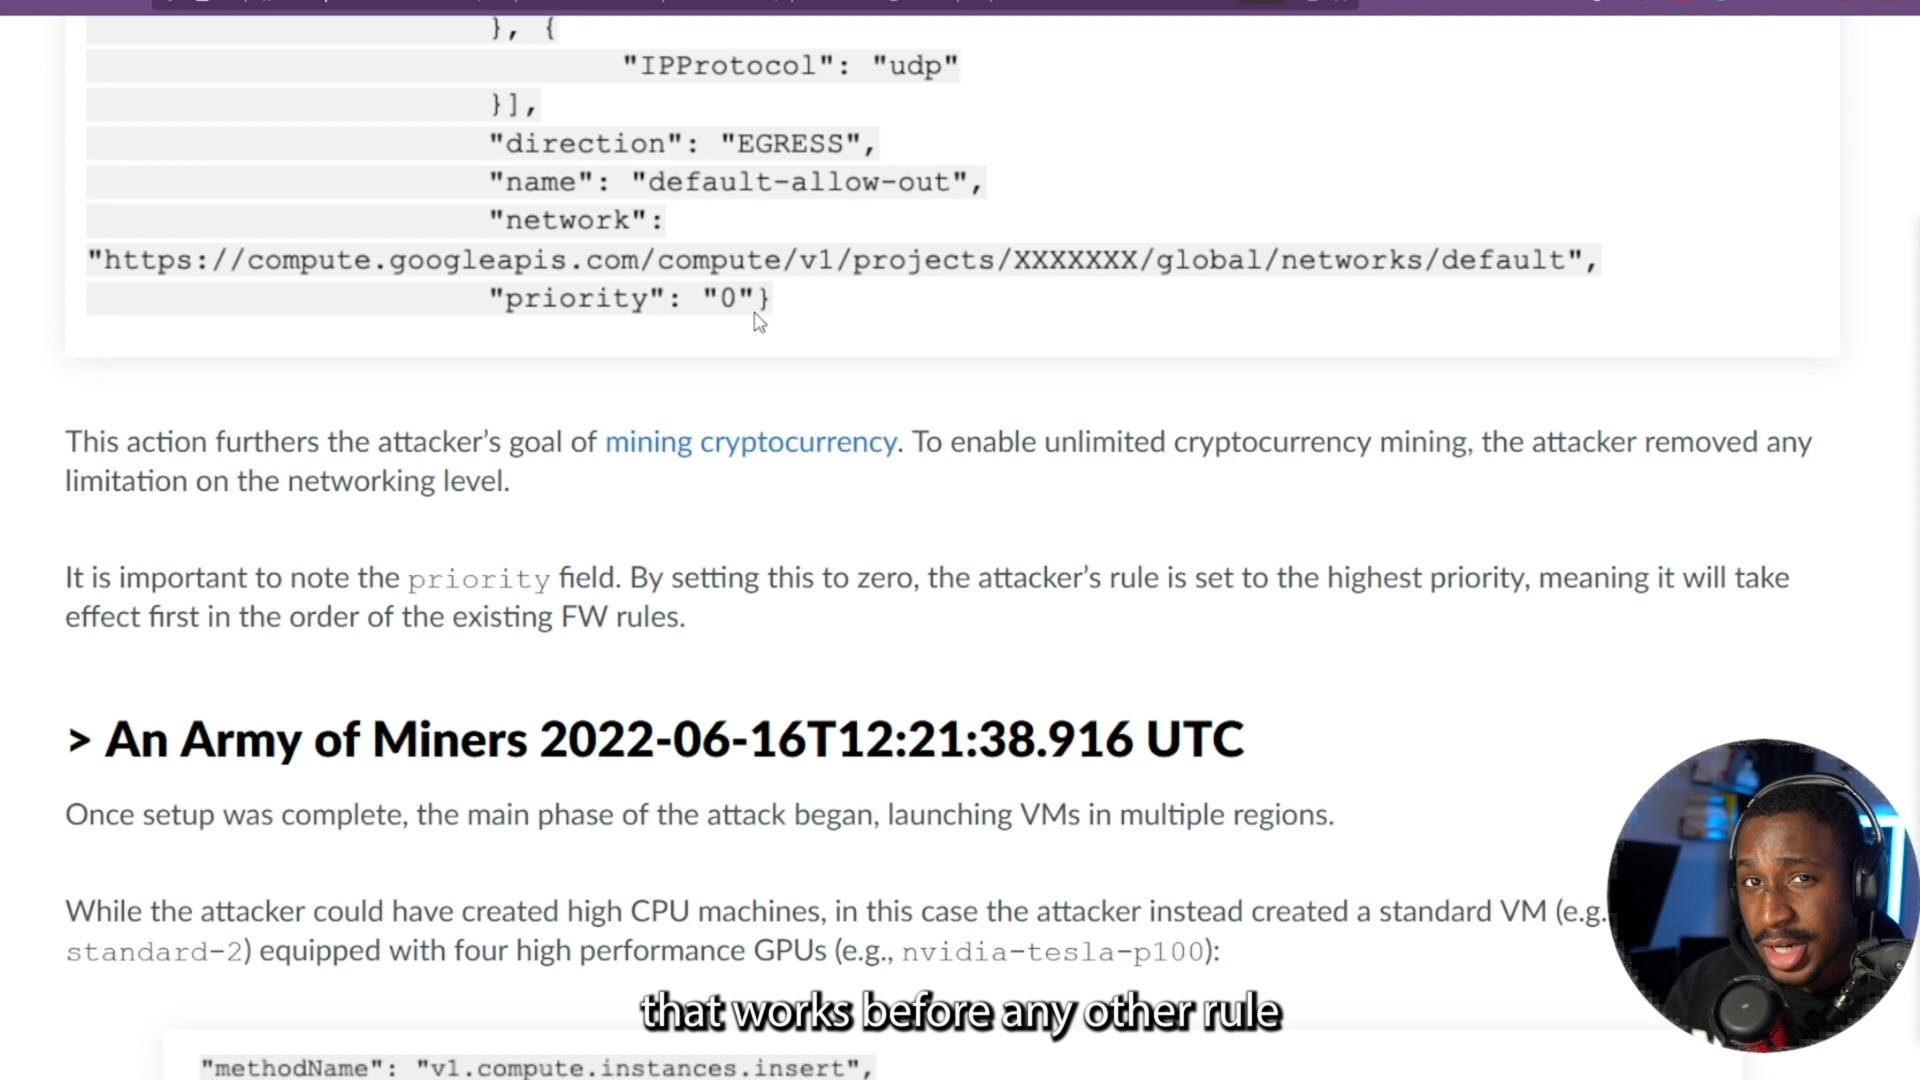 }, {
"IPProtocol": "udp"
}],
"direction": "EGRESS",
"name": "default-allow-out",
"network":
"https://compute.googleapis.com/compute/v1/projects/XXXXXXX/global/networks/default",
"priority": "0"}
This action furthers the attacker’s goal of mining cryptocurrency. To enable unlimited cryptocurrency mining, the attacker removed any
limitation on the networking level.
It is important to note the priority field. By setting this to zero, the attacker’s rule is set to the highest priority, meaning it will take
effect first in the order of the existing FW rules.
> An Army of Miners 2022-06-16T12:21:38.916 UTC
Once setup was complete, the main phase of the attack began, launching VMs in multiple regions.
While the attacker could have created high CPU machines, in this case the attacker instead created a standard VM (e.g.
standard-2) equipped with four high performance GPUs (e.g., nvidia-tesla-p100):
that works before any other rule
"methodName": "v1.compute.instances.insert",